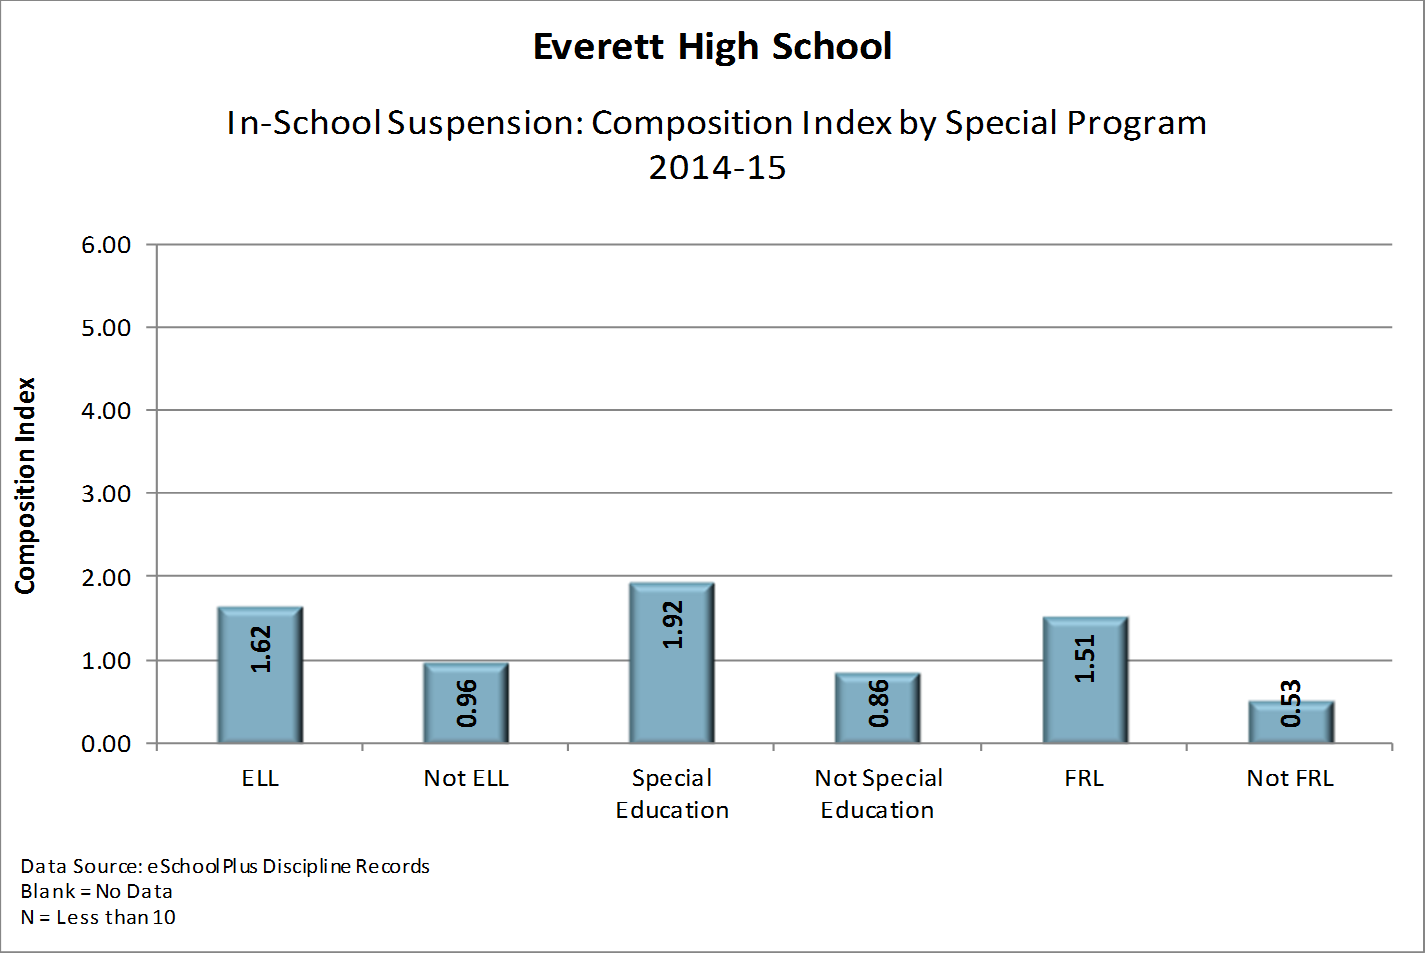 Everett High School
In-School Suspension: Composition Index by Special Program
2014-15
6.00
5.00
4.00
3.00
2.00
1.00
0.00
Composition Index
1.62
0.96
1.92
0.86
1.51
0.53
ELL
Not ELL
Special
Education
Not Special
Education
FRL
Not FRL
Data Source: eSchoolPlus Discipline Records
Blank = No Data
N = Less than 10